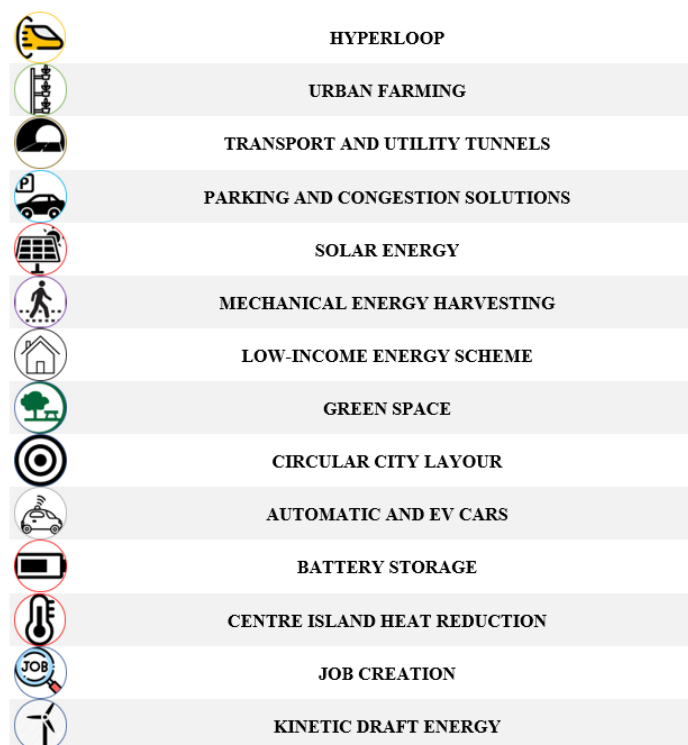 HYPERLOOP
URBAN FARMING
TRANSPORT AND UTILITY TUNNELS
P
PARKING AND CONGESTION SOLUTIONS
SOLAR ENERGY
MECHANICAL ENERGY HARVESTING
LOW-INCOME ENERGY SCHEME
GREEN SPACE
CIRCULAR CITY LAYOUR
AUTOMATIC AND EV CARS
BATTERY STORAGE
CENTRE ISLAND HEAT REDUCTION
JOB
JOB CREATION
KINETIC DRAFT ENERGY